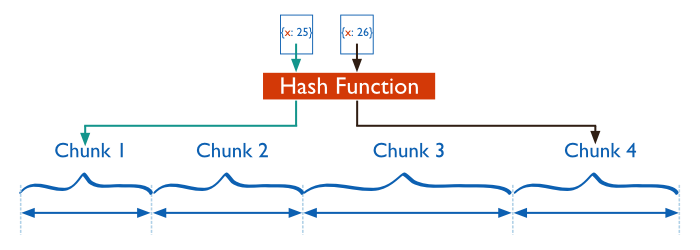 {x: 25} {x: 26}
Hash Function
Chunk 1 Chunk 2 Chunk 3 Chunk 4